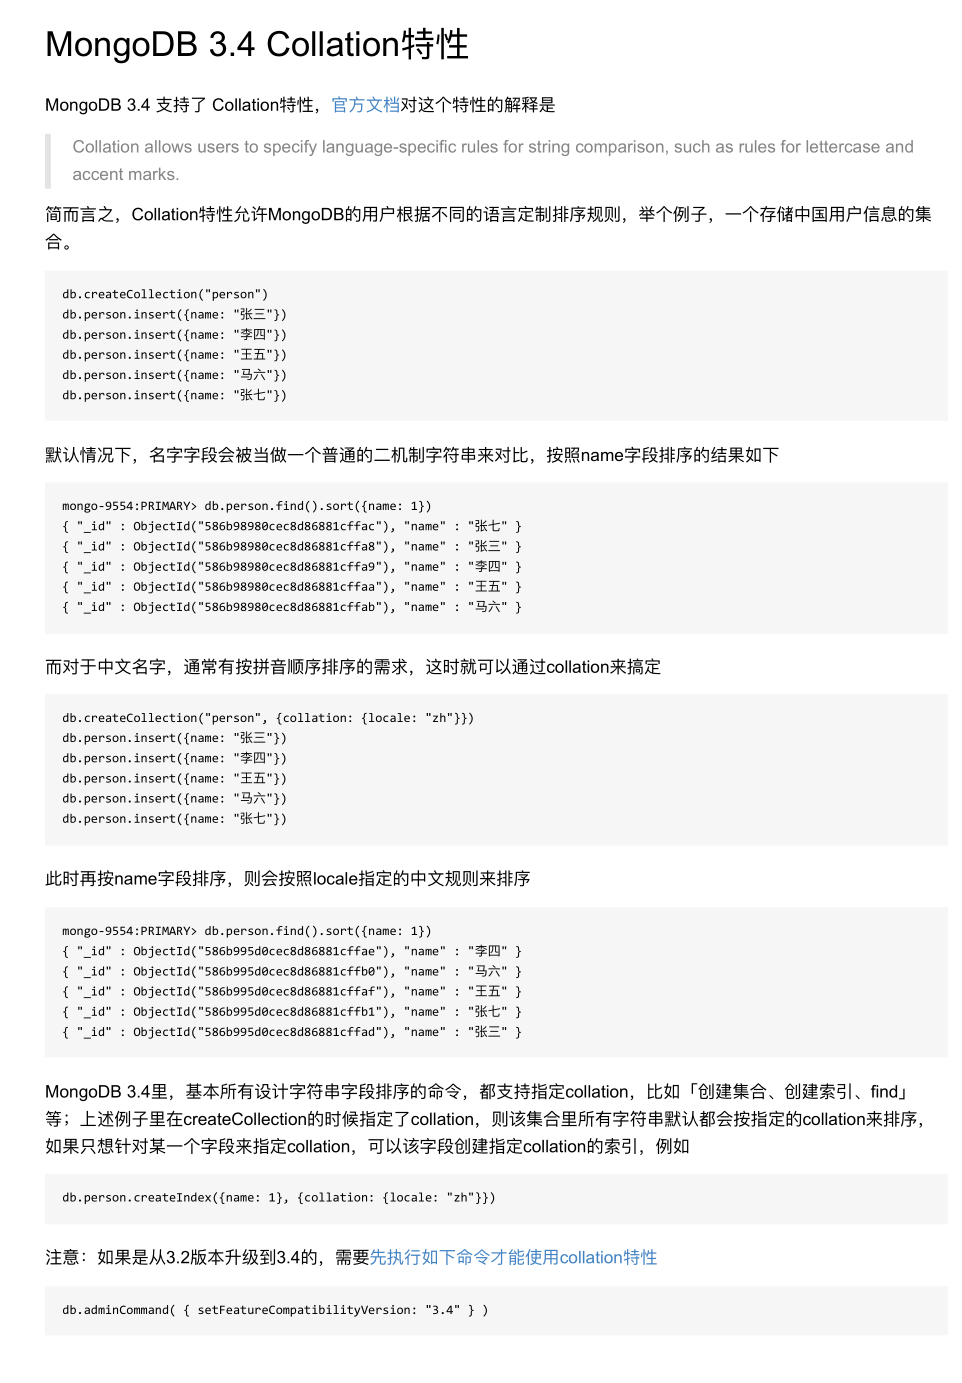 MongoDB 3.4 Collation特性
MongoDB 3.4 支持了 Collation特性，官方文档对这个特性的解释是
Collation allows users to specify language-specific rules for string comparison, such as rules for lettercase and
accent marks.
简而言之，Collation特性允许MongoDB的用户根据不同的语言定制排序规则，举个例子，一个存储中国用户信息的集
合。
db.createCollection("person")
db.person.insert({name: "张三"})
db.person.insert({name: "李四"})
db.person.insert({name: "王五"})
db.person.insert({name: "马六"})
db.person.insert({name: "张七"})
默认情况下，名字字段会被当做一个普通的二机制字符串来对比，按照name字段排序的结果如下
mongo-9554:PRIMARY> db.person.find().sort({name: 1})
{ "_id" : ObjectId("586b98980cec8d86881cffac"), "name" : "张七" }
{ "_id" : ObjectId("586b98980cec8d86881cffa8"), "name" : "张三" }
{ "_id" : ObjectId("586b98980cec8d86881cffa9"), "name" : "李四" }
{ "_id" : ObjectId("586b98980cec8d86881cffaa"), "name" : "王五" }
{ "_id" : ObjectId("586b98980cec8d86881cffab"), "name" : "马六" }
而对于中文名字，通常有按拼音顺序排序的需求，这时就可以通过collation来搞定
db.createCollection("person", {collation: {locale: "zh"}})
db.person.insert({name: "张三"})
db.person.insert({name: "李四"})
db.person.insert({name: "王五"})
db.person.insert({name: "马六"})
db.person.insert({name: "张七"})
此时再按name字段排序，则会按照locale指定的中文规则来排序
mongo-9554:PRIMARY> db.person.find().sort({name: 1})
{ "_id" : ObjectId("586b995d0cec8d86881cffae"), "name" : "李四" }
{ "_id" : ObjectId("586b995d0cec8d86881cffb0"), "name" : "马六" }
{ "_id" : ObjectId("586b995d0cec8d86881cffaf"), "name" : "王五" }
{ "_id" : ObjectId("586b995d0cec8d86881cffb1"), "name" : "张七" }
{ "_id" : ObjectId("586b995d0cec8d86881cffad"), "name" : "张三" }
MongoDB 3.4里，基本所有设计字符串字段排序的命令，都支持指定collation，比如「创建集合、创建索引、find」
等；上述例子里在createCollection的时候指定了collation，则该集合里所有字符串默认都会按指定的collation来排序，
如果只想针对某一个字段来指定collation，可以该字段创建指定collation的索引，例如
db.person.createIndex({name: 1}, {collation: {locale: "zh"}})
注意：如果是从3.2版本升级到3.4的，需要先执行如下命令才能使用collation特性
db.adminCommand( { setFeatureCompatibilityVersion: "3.4" } )